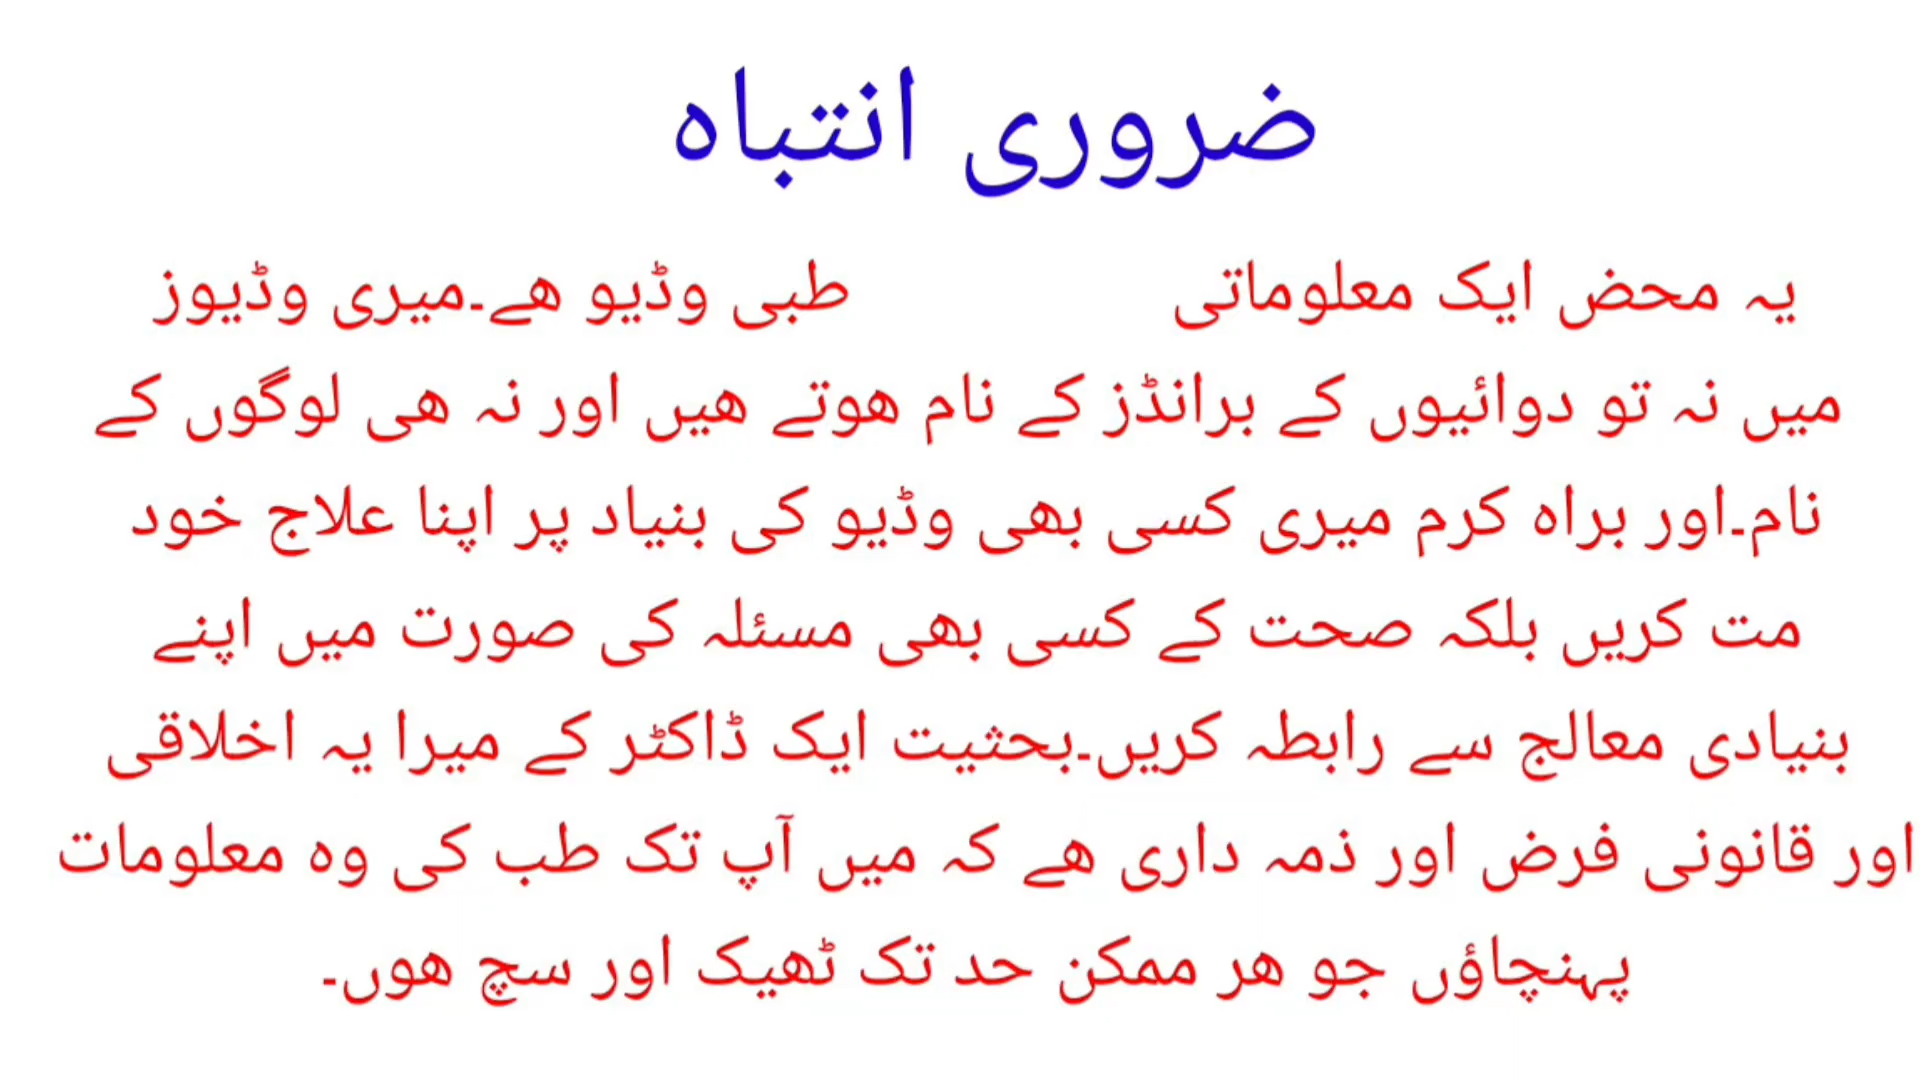 ضروری انتباہ
یہ محض ایک معلوماتی طبی وڈیو ھے۔میری وڈیوز
میں نہ تو دوائیوں کے برانڈز کے نام ھوتے ھیں اور نہ ھی لوگوں کے
نام۔اور براہ کرم میری کسی بھی وڈیو کی بنیاد پر اپنا علاج خود
مت کریں بلکہ صحت کے کسی بھی مسئلہ کی صورت میں اپنے
بنیادی معالج سے رابطہ کریں۔بحثیت ایک ڈاکٹر کے میرا یہ اخلاقی
اور قانونی فرض اور ذمہ داری ھے کہ میں آپ تک طب کی وہ معلومات
پہنچاؤں جو ھر ممکن حد تک ٹھیک اور سچ ھوں۔